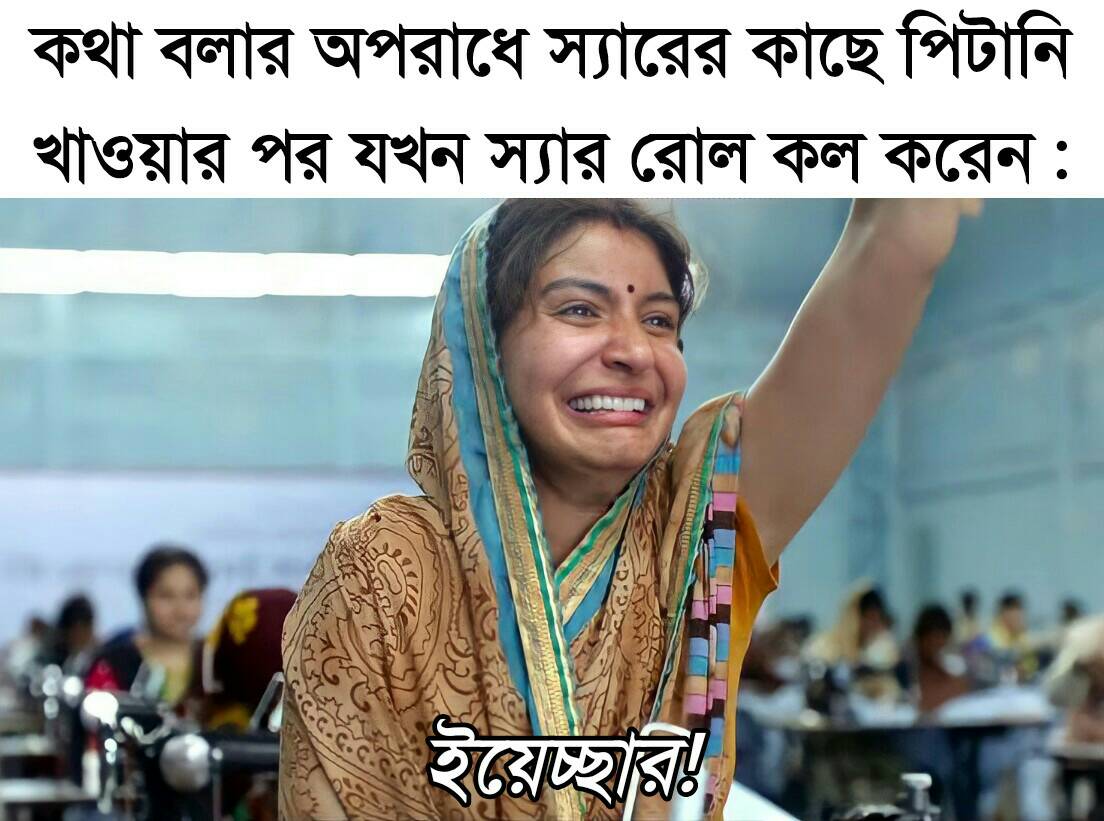 কথা বলার অপরাধে স্যারের কাছে পিটানি
খাওয়ার পর যখন স্যার রোল কল করেন :
ইয়েচ্ছার!